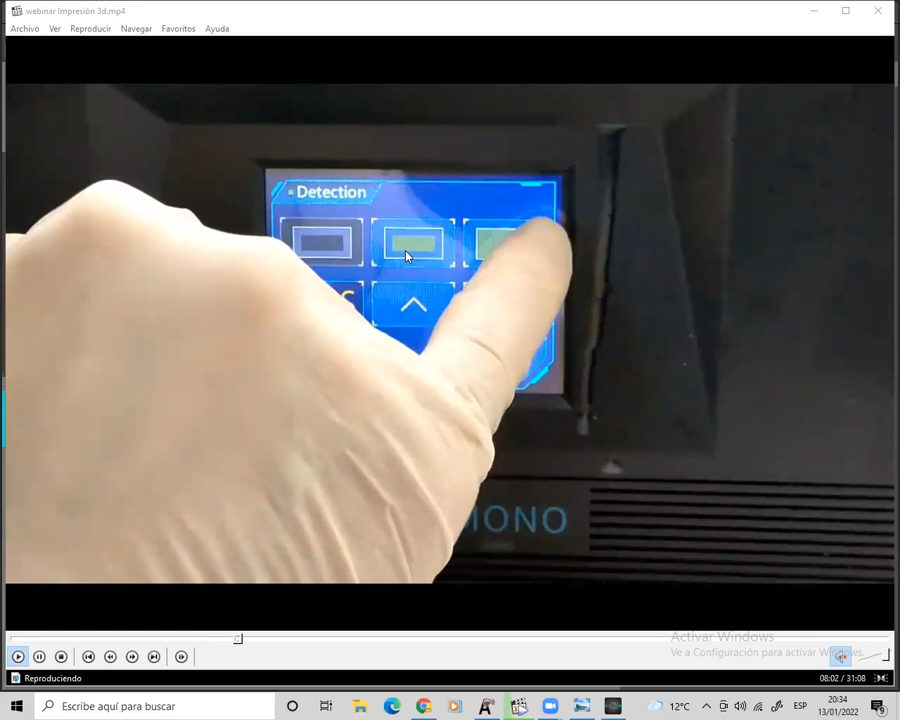 webinar Impresión 3d.mp4
Archivo Ver Reproducir Navegar Favoritos Ayuda
Detection
MONO
Activar Windows
Ve a Configuración para activar Windows.
Reproduciendo
08:02 / 31:08
Escribe aquí para buscar
12°C
ESP
20:34
13/01/2022
9